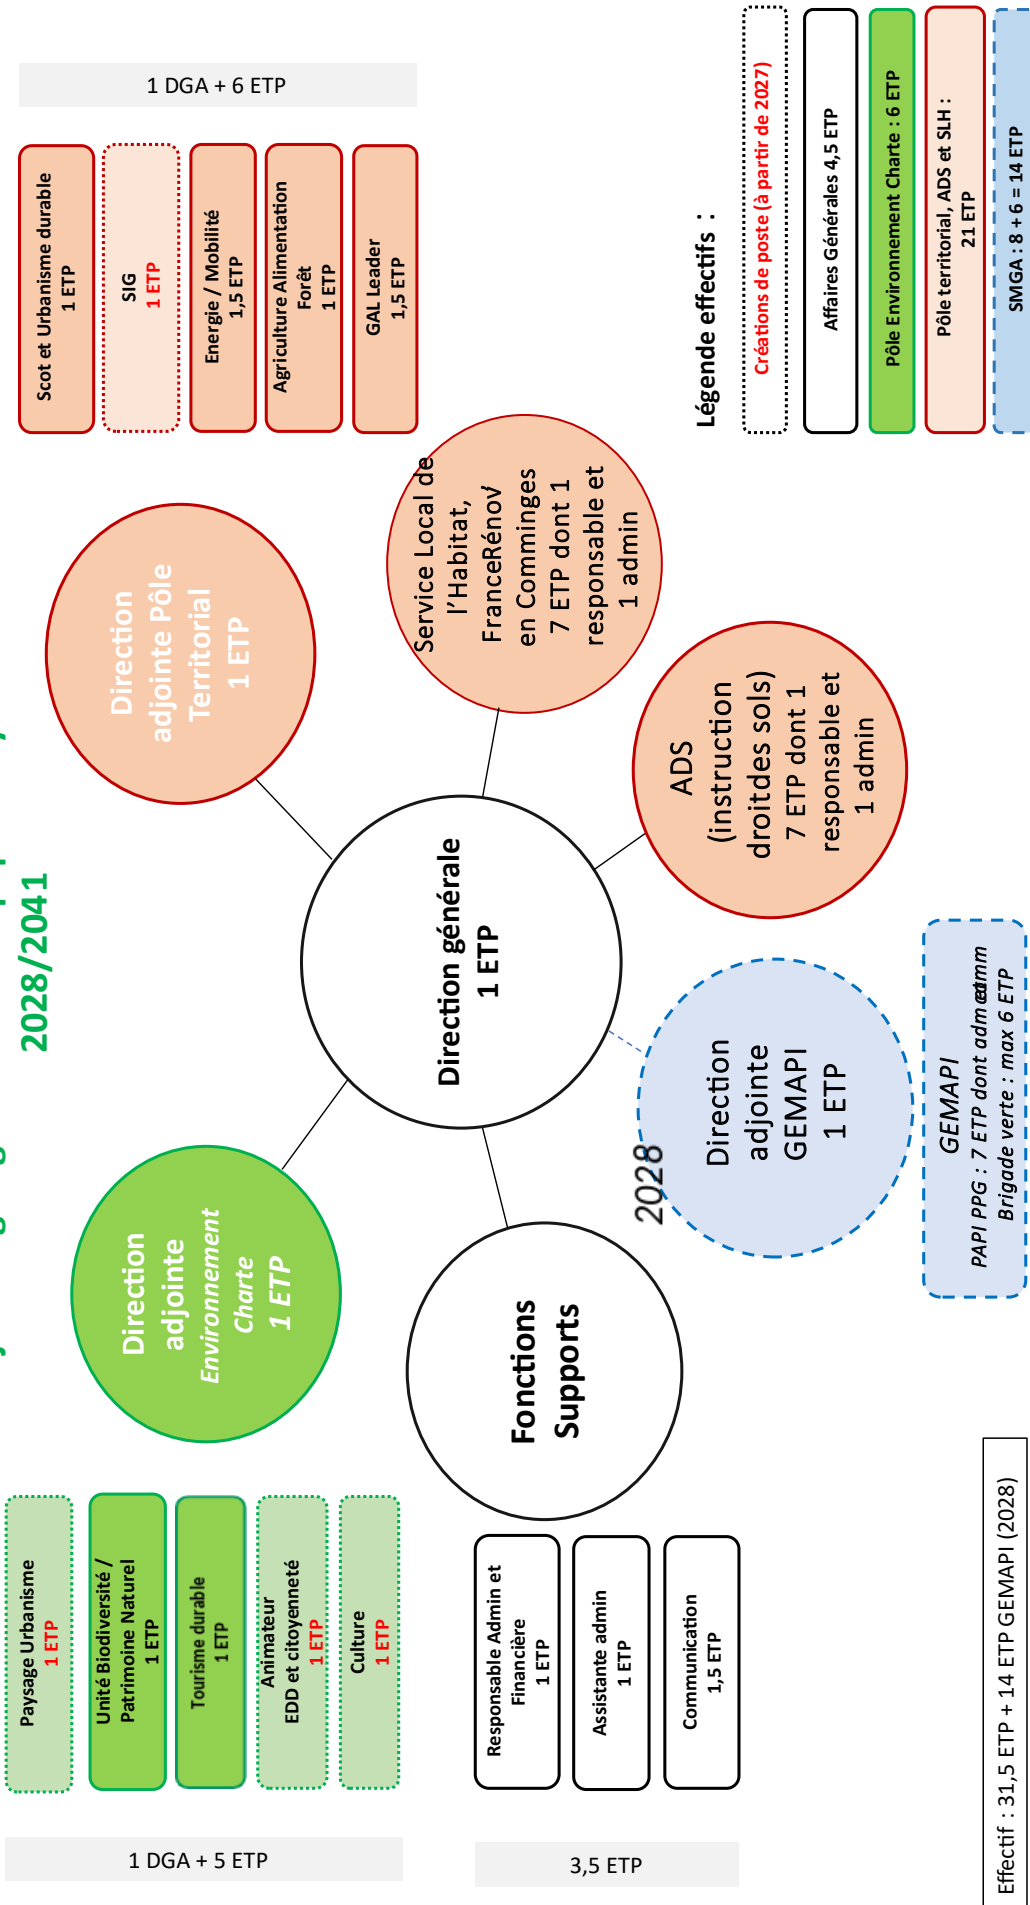 2028/2041
Paysage Urbanisme
1 ETP
Unité Biodiversité /
Patrimoine Naturel
1 ETP
Tourisme durable
1 ETP
Animateur
EDD et citoyenneté
1 ETP
Culture
1 ETP
1 DGA + 5 ETP
Direction
adjointe
Environnement
Charte
1 ETP
Direction
adjointe Pôle
Territorial
1 ETP
Scot et Urbanisme durable
1 ETP
SIG
1 ETP
Energie / Mobilité
1,5 ETP
Agriculture Alimentation
Forêt
1 ETP
GAL Leader
1,5 ETP
1 DGA + 6 ETP
Direction générale
1 ETP
Service Local de
l'Habitat,
FranceRénov'
en Comminges
7 ETP dont 1
responsable et
1 admin
Fonctions
Supports
Responsable Admin et
Financière
1 ETP
Assistante admin
1 ETP
Communication
1,5 ETP
3,5 ETP
2028
Direction
adjointe
GEMAPI
1 ETP
ADS
(instruction
droitdes sols)
7 ETP dont 1
responsable et
1 admin
GEMAPI
PAPI PPG : 7 ETP dont adm
Brigade verte : max 6 ETP
Légende effectifs :
Créations de poste (à partir de 2027)
Affaires Générales 4,5 ETP
Pôle Environnement Charte : 6 ETP
Pôle territorial, ADS et SLH :
21 ETP
SMGA : 8 + 6 = 14 ETP
Effectif : 31,5 ETP + 14 ETP GEMAPI (2028)